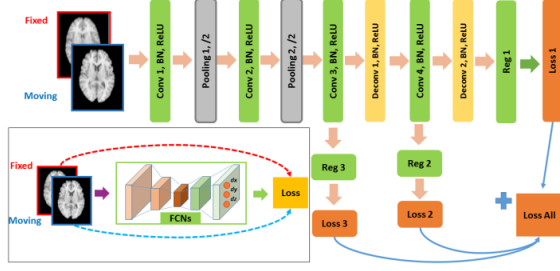 Fixed
Moving
Conv 1, BN, ReLU
Pooling 1, /2
Conv 2, BN, ReLU
Pooling 2, /2
Conv 3, BN, ReLU
Deconv 1, BN, ReLU
Conv 4, BN, ReLU
Deconv 2, BN, ReLU
Reg 1
Loss 1
Reg 3
Reg 2
Loss 3
Loss 2
Loss All
Fixed
Moving
FCNs
dx
dy
dz
Loss